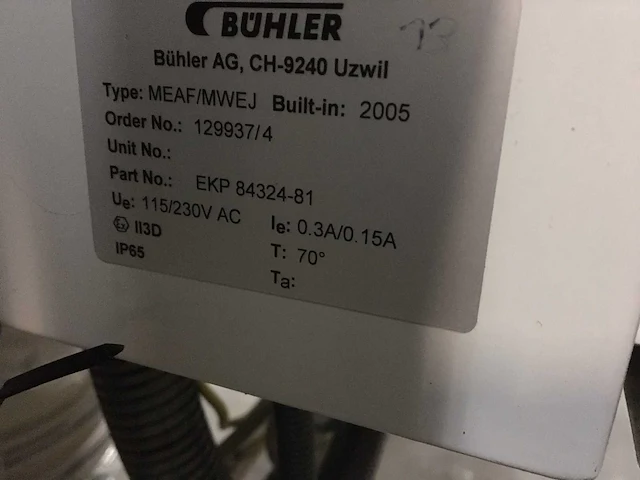 BÜHLER
13
Bühler AG, CH-9240 Uzwil
Type: MEAF/MWEJ Built-in: 2005
Order No.: 129937/4
Unit No.:
Part No.: EKP 84324-81
Ue: 115/230V AC Ie: 0.3A/0.15A
II3D T: 70°
IP65 Ta: